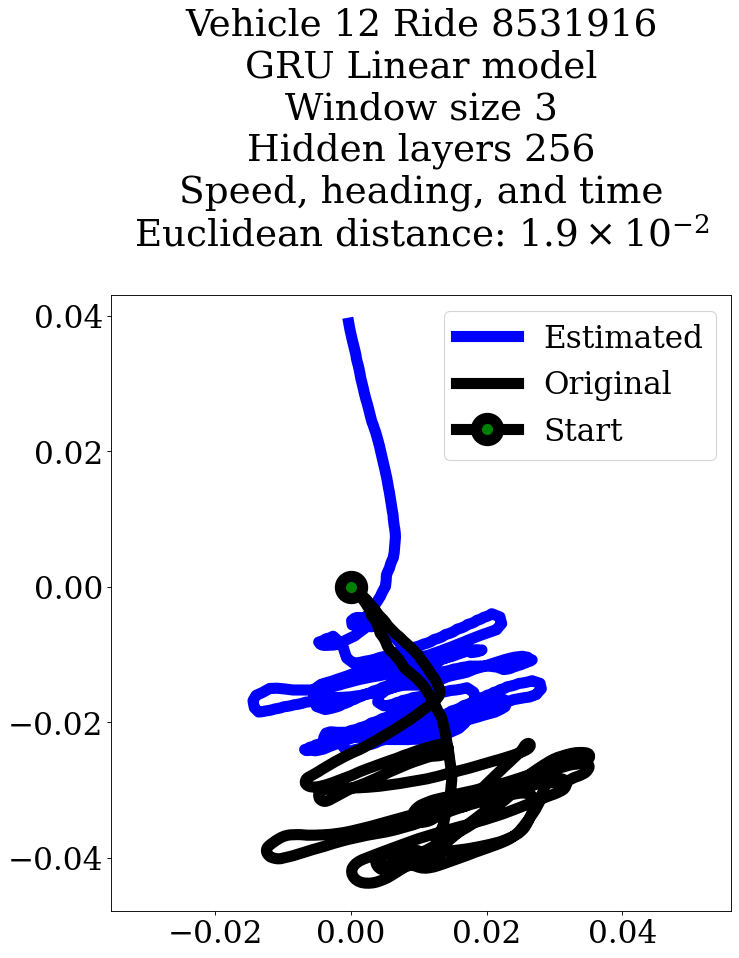 Vehicle 12 Ride 8531916
GRU Linear model
Window size 3
Hidden layers 256
Speed, heading, and time
Euclidean distance: 1.9 × 10⁻²
Estimated
Original
Start
0.04
0.02
0.00
−0.02
−0.04
−0.02 0.00 0.02 0.04